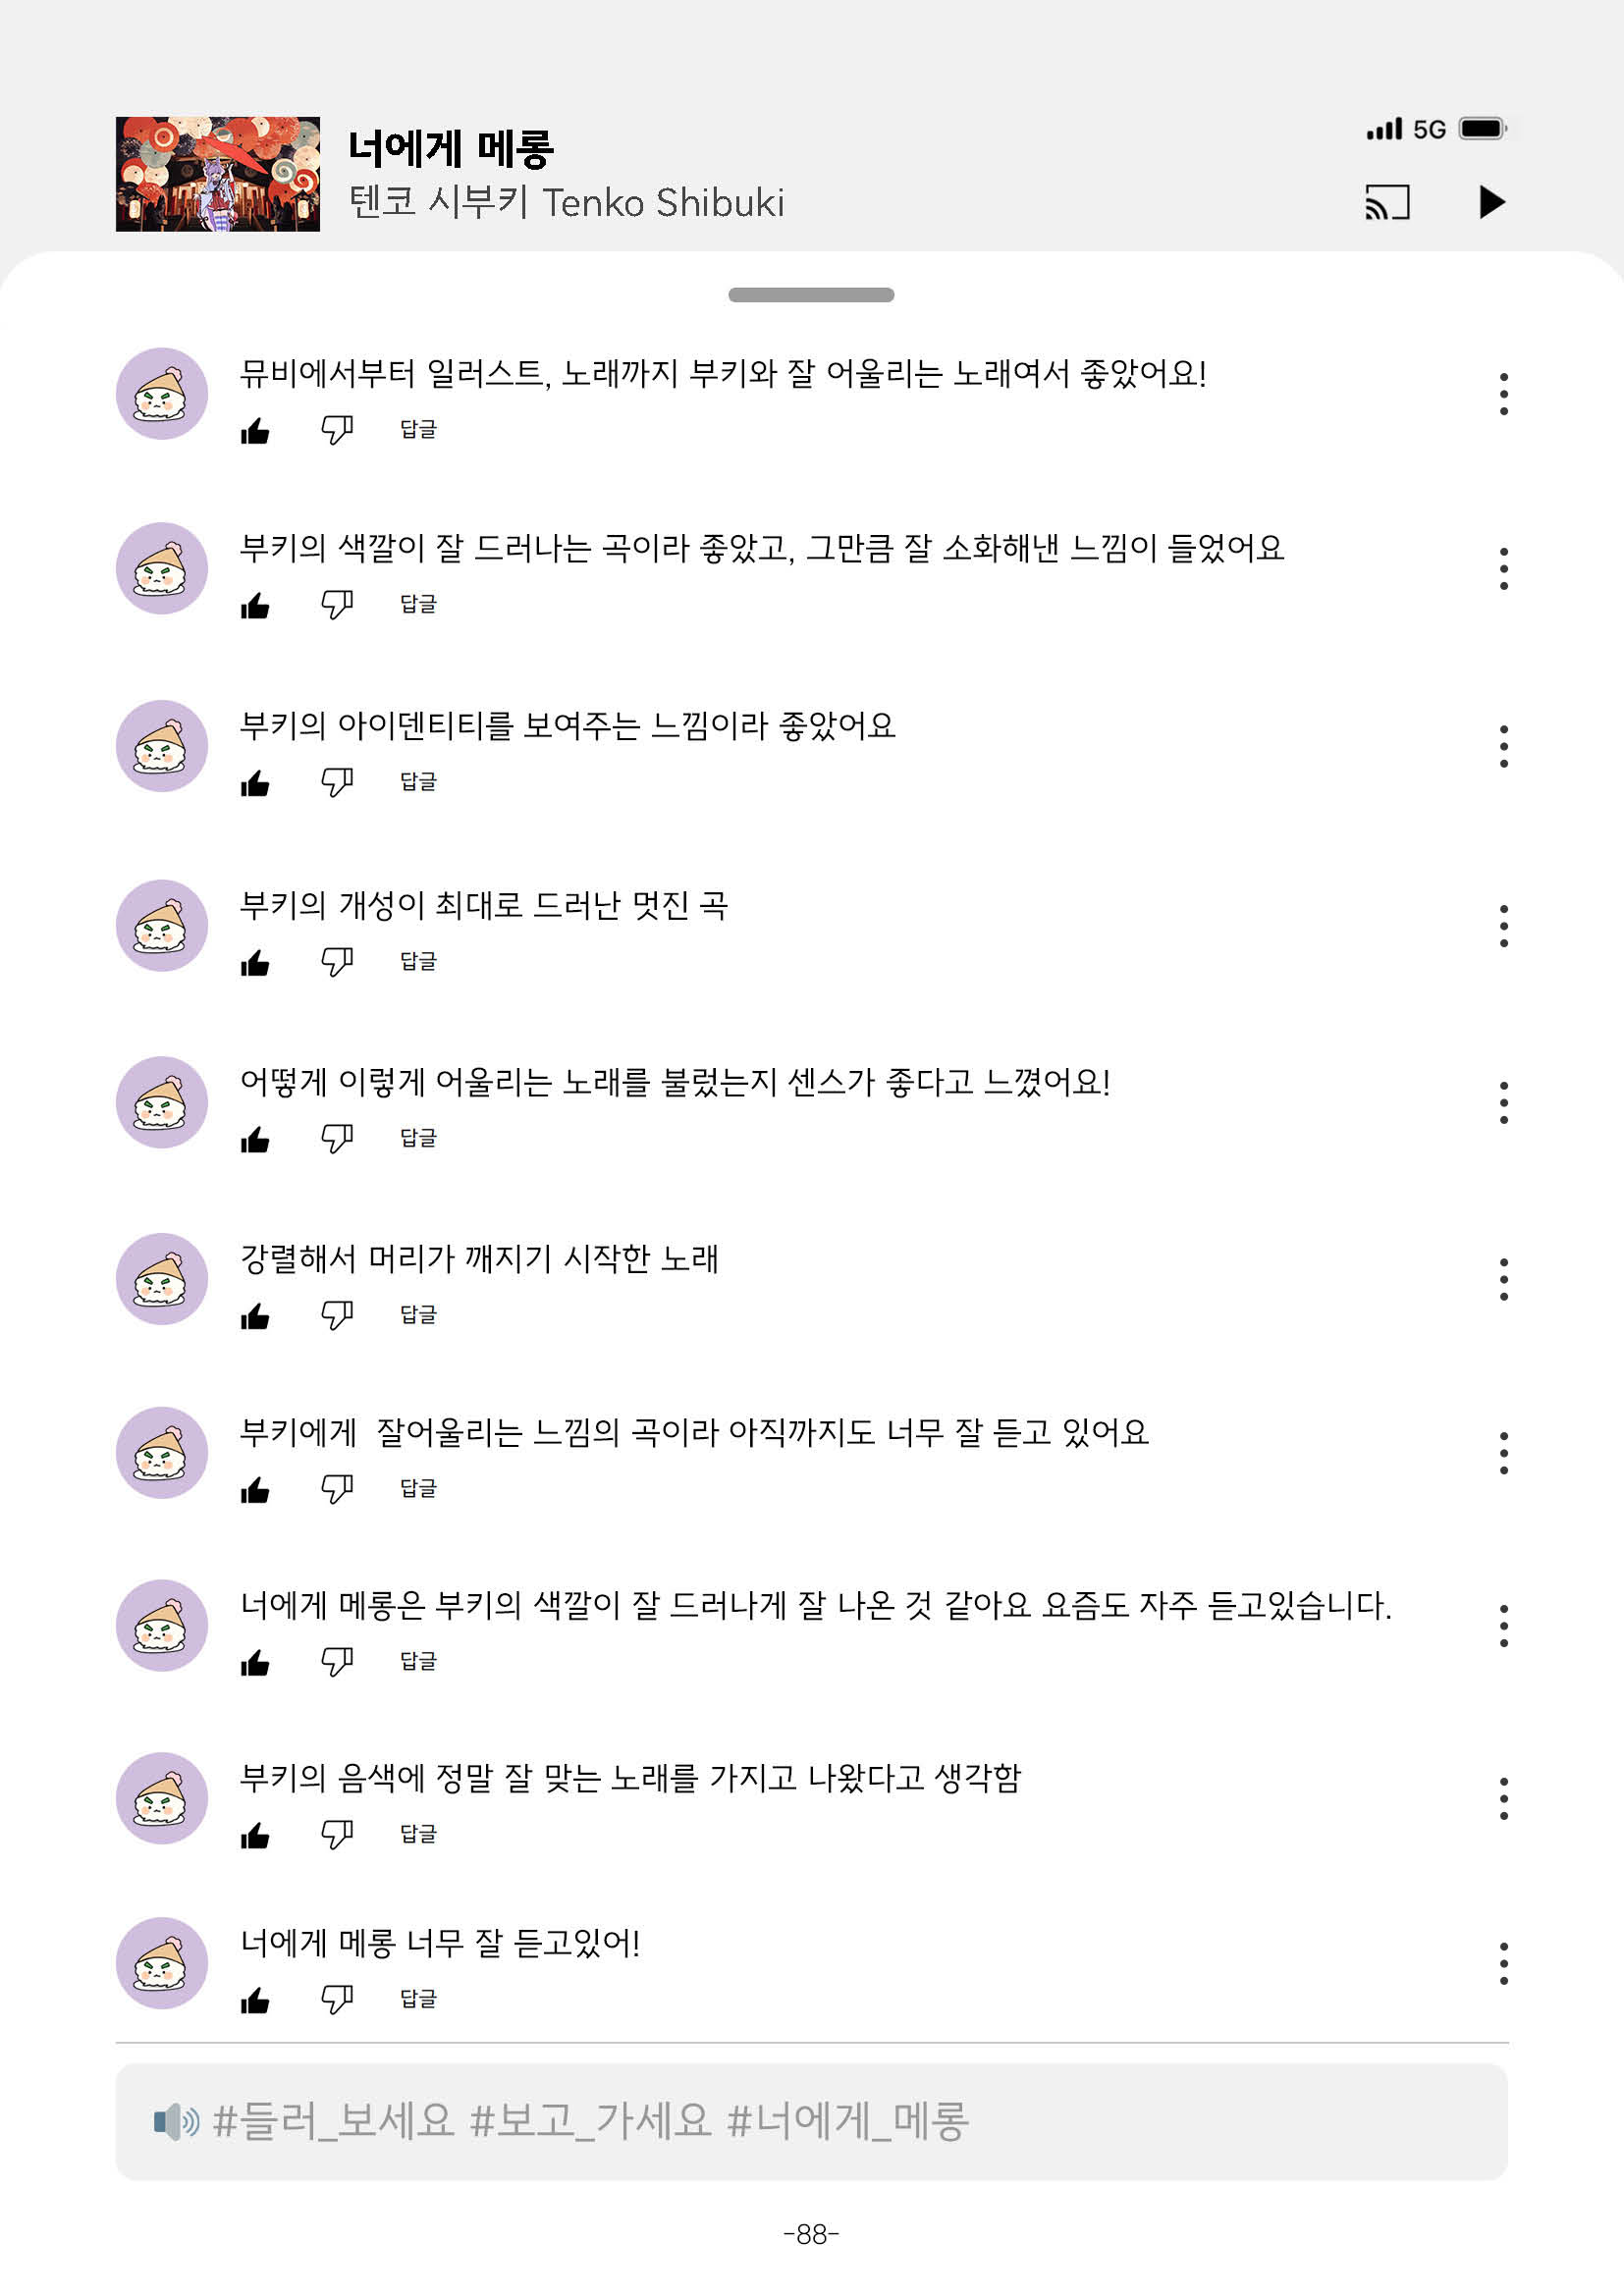 너에게 메롱
텐코 시부키 Tenko Shibuki
5G
뮤비에서부터 일러스트, 노래까지 부키와 잘 어울리는 노래여서 좋았어요!
답글
부키의 색깔이 잘 드러나는 곡이라 좋았고, 그만큼 잘 소화해낸 느낌이 들었어요
답글
부키의 아이덴티티를 보여주는 느낌이라 좋았어요
답글
부키의 개성이 최대로 드러난 멋진 곡
답글
어떻게 이렇게 어울리는 노래를 불렀는지 센스가 좋다고 느꼈어요!
답글
강렬해서 머리가 깨지기 시작한 노래
답글
부키에게  잘어울리는 느낌의 곡이라 아직까지도 너무 잘 듣고 있어요
답글
너에게 메롱은 부키의 색깔이 잘 드러나게 잘 나온 것 같아요 요즘도 자주 듣고있습니다.
답글
부키의 음색에 정말 잘 맞는 노래를 가지고 나왔다고 생각함
답글
너에게 메롱 너무 잘 듣고있어!
답글
#들러_보세요 #보고_가세요 #너에게_메롱
-88-